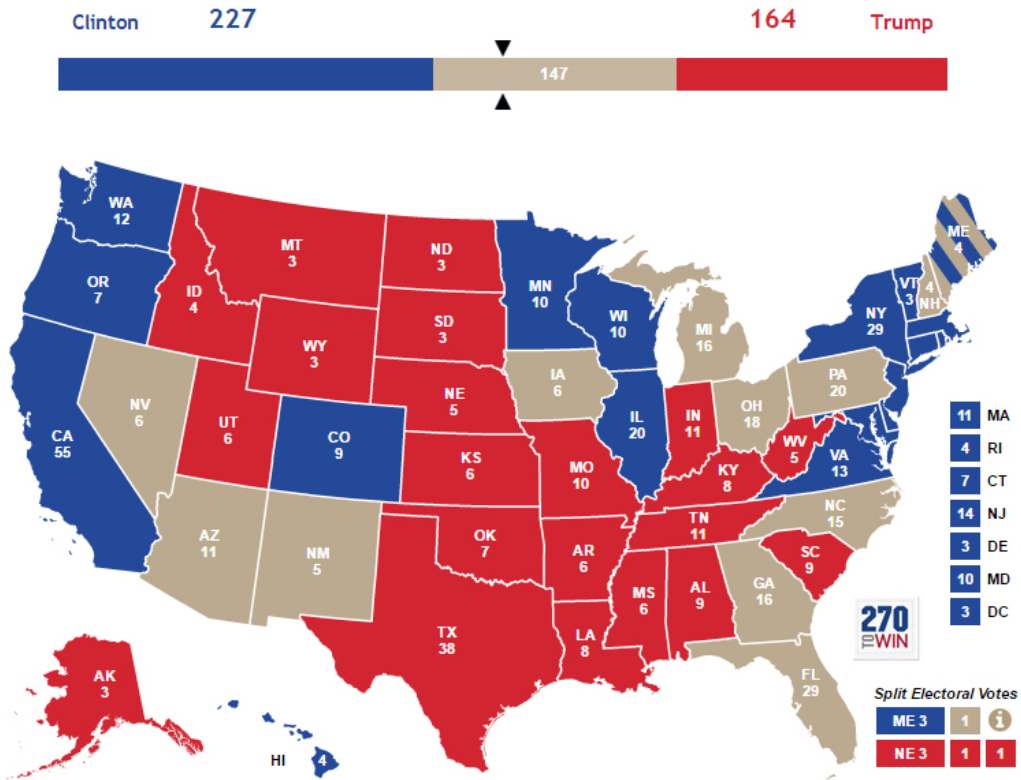 Clinton 227 164 Trump
147
WA
12
OR
7
CA
55
NV
6
ID
4
MT
3
WY
3
UT
6
AZ
11
CO
9
NM
5
ND
3
SD
3
NE
5
KS
6
OK
7
TX
38
MN
10
IA
6
MO
10
AR
6
LA
8
WI
10
IL
20
MI
16
IN
11
OH
18
KY
8
TN
11
MS
6
AL
9
GA
16
FL
29
SC
9
NC
15
VA
13
WV
5
PA
20
NY
29
VT
3
4
NH
ME
4
AK
3
HI 4
11 MA
4 RI
7 CT
14 NJ
3 DE
10 MD
3 DC
270
TO WIN
Split Electoral Votes
ME 3 1 i
NE 3 1 1